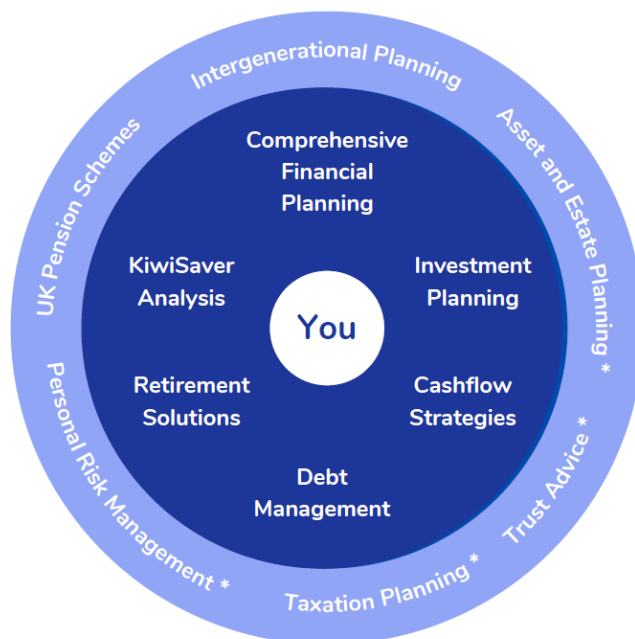 Intergenerational Planning
Asset and Estate Planning *
Trust Advice *
Taxation Planning *
Personal Risk Management *
UK Pension Schemes
Comprehensive
Financial
Planning
Investment
Planning
Cashflow
Strategies
Debt
Management
Retirement
Solutions
KiwiSaver
Analysis
You